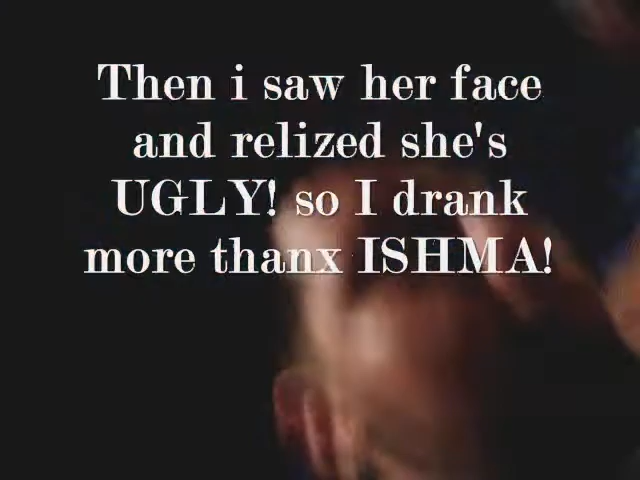 Then i saw her face
and relized she's
UGLY! so I drank
more thanx ISHMA!